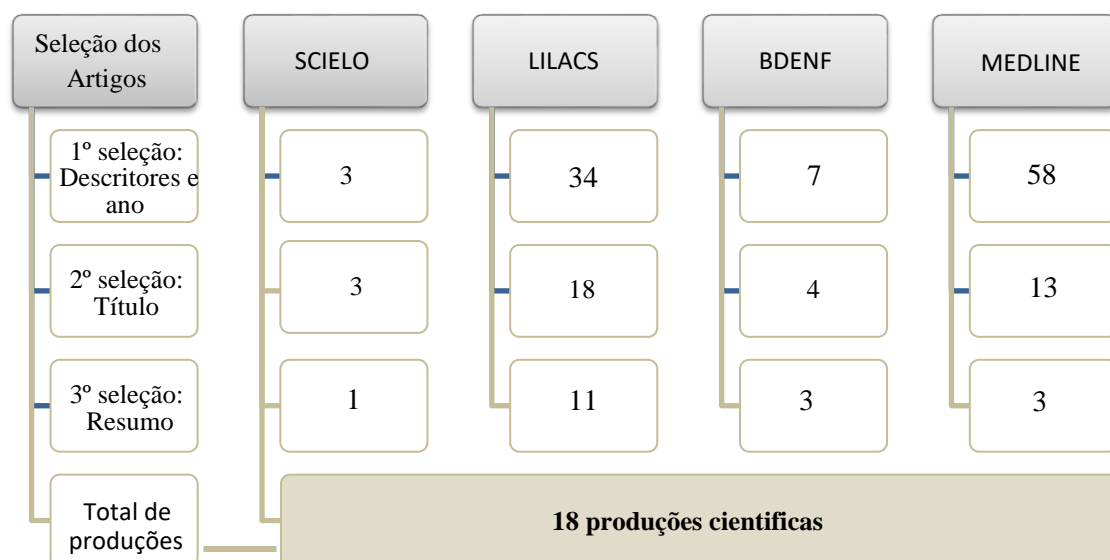 Seleção dos
Artigos
SCIELO
LILACS
BDENF
MEDLINE
1º seleção:
Descritores e
ano
3
34
7
58
2º seleção:
Título
3
18
4
13
3º seleção:
Resumo
1
11
3
3
Total de
produções
18 produções cientificas